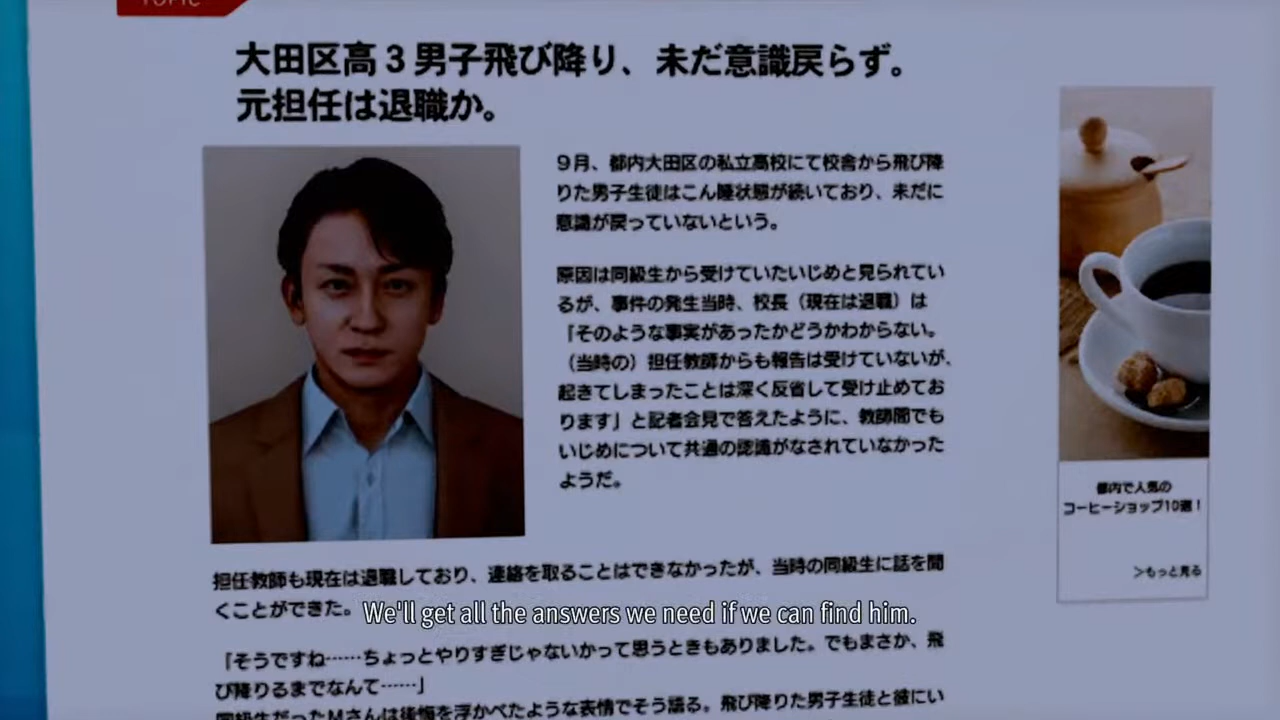 TOPIC
大田区高3男子飛び降り、未だ意識戻らず。
元担任は退職か。
9月、都内大田区の私立高校にて校舎から飛び降
りた男子生徒はこん睡状態が続いており、未だに
意識が戻っていないという。
原因は同級生から受けていたいじめと見られてい
るが、事件の発生当時、校長（現在は退職）は
「そのような事実があったかどうかわからない。
（当時の）担任教師からも報告は受けていないが、
起きてしまったことは深く反省して受け止めてお
ります」と記者会見で答えたように、教師間でも
いじめについて共通の認識がなされていなかった
ようだ。
担任教師も現在は退職しており、連絡を取ることはできなかったが、当時の同級生に話を聞
くことができた。
We'll get all the answers we need if we can find him.
「そうですね……ちょっとやりすぎじゃないかって思うときもありました。でもまさか、飛
び降りるまでなんて……」
同級生だったMさんは後悔を浮かべたような表情でそう語る。飛び降りた男子生徒と彼にい
都内で人気の
コーヒーショップ10選！
＞もっと見る